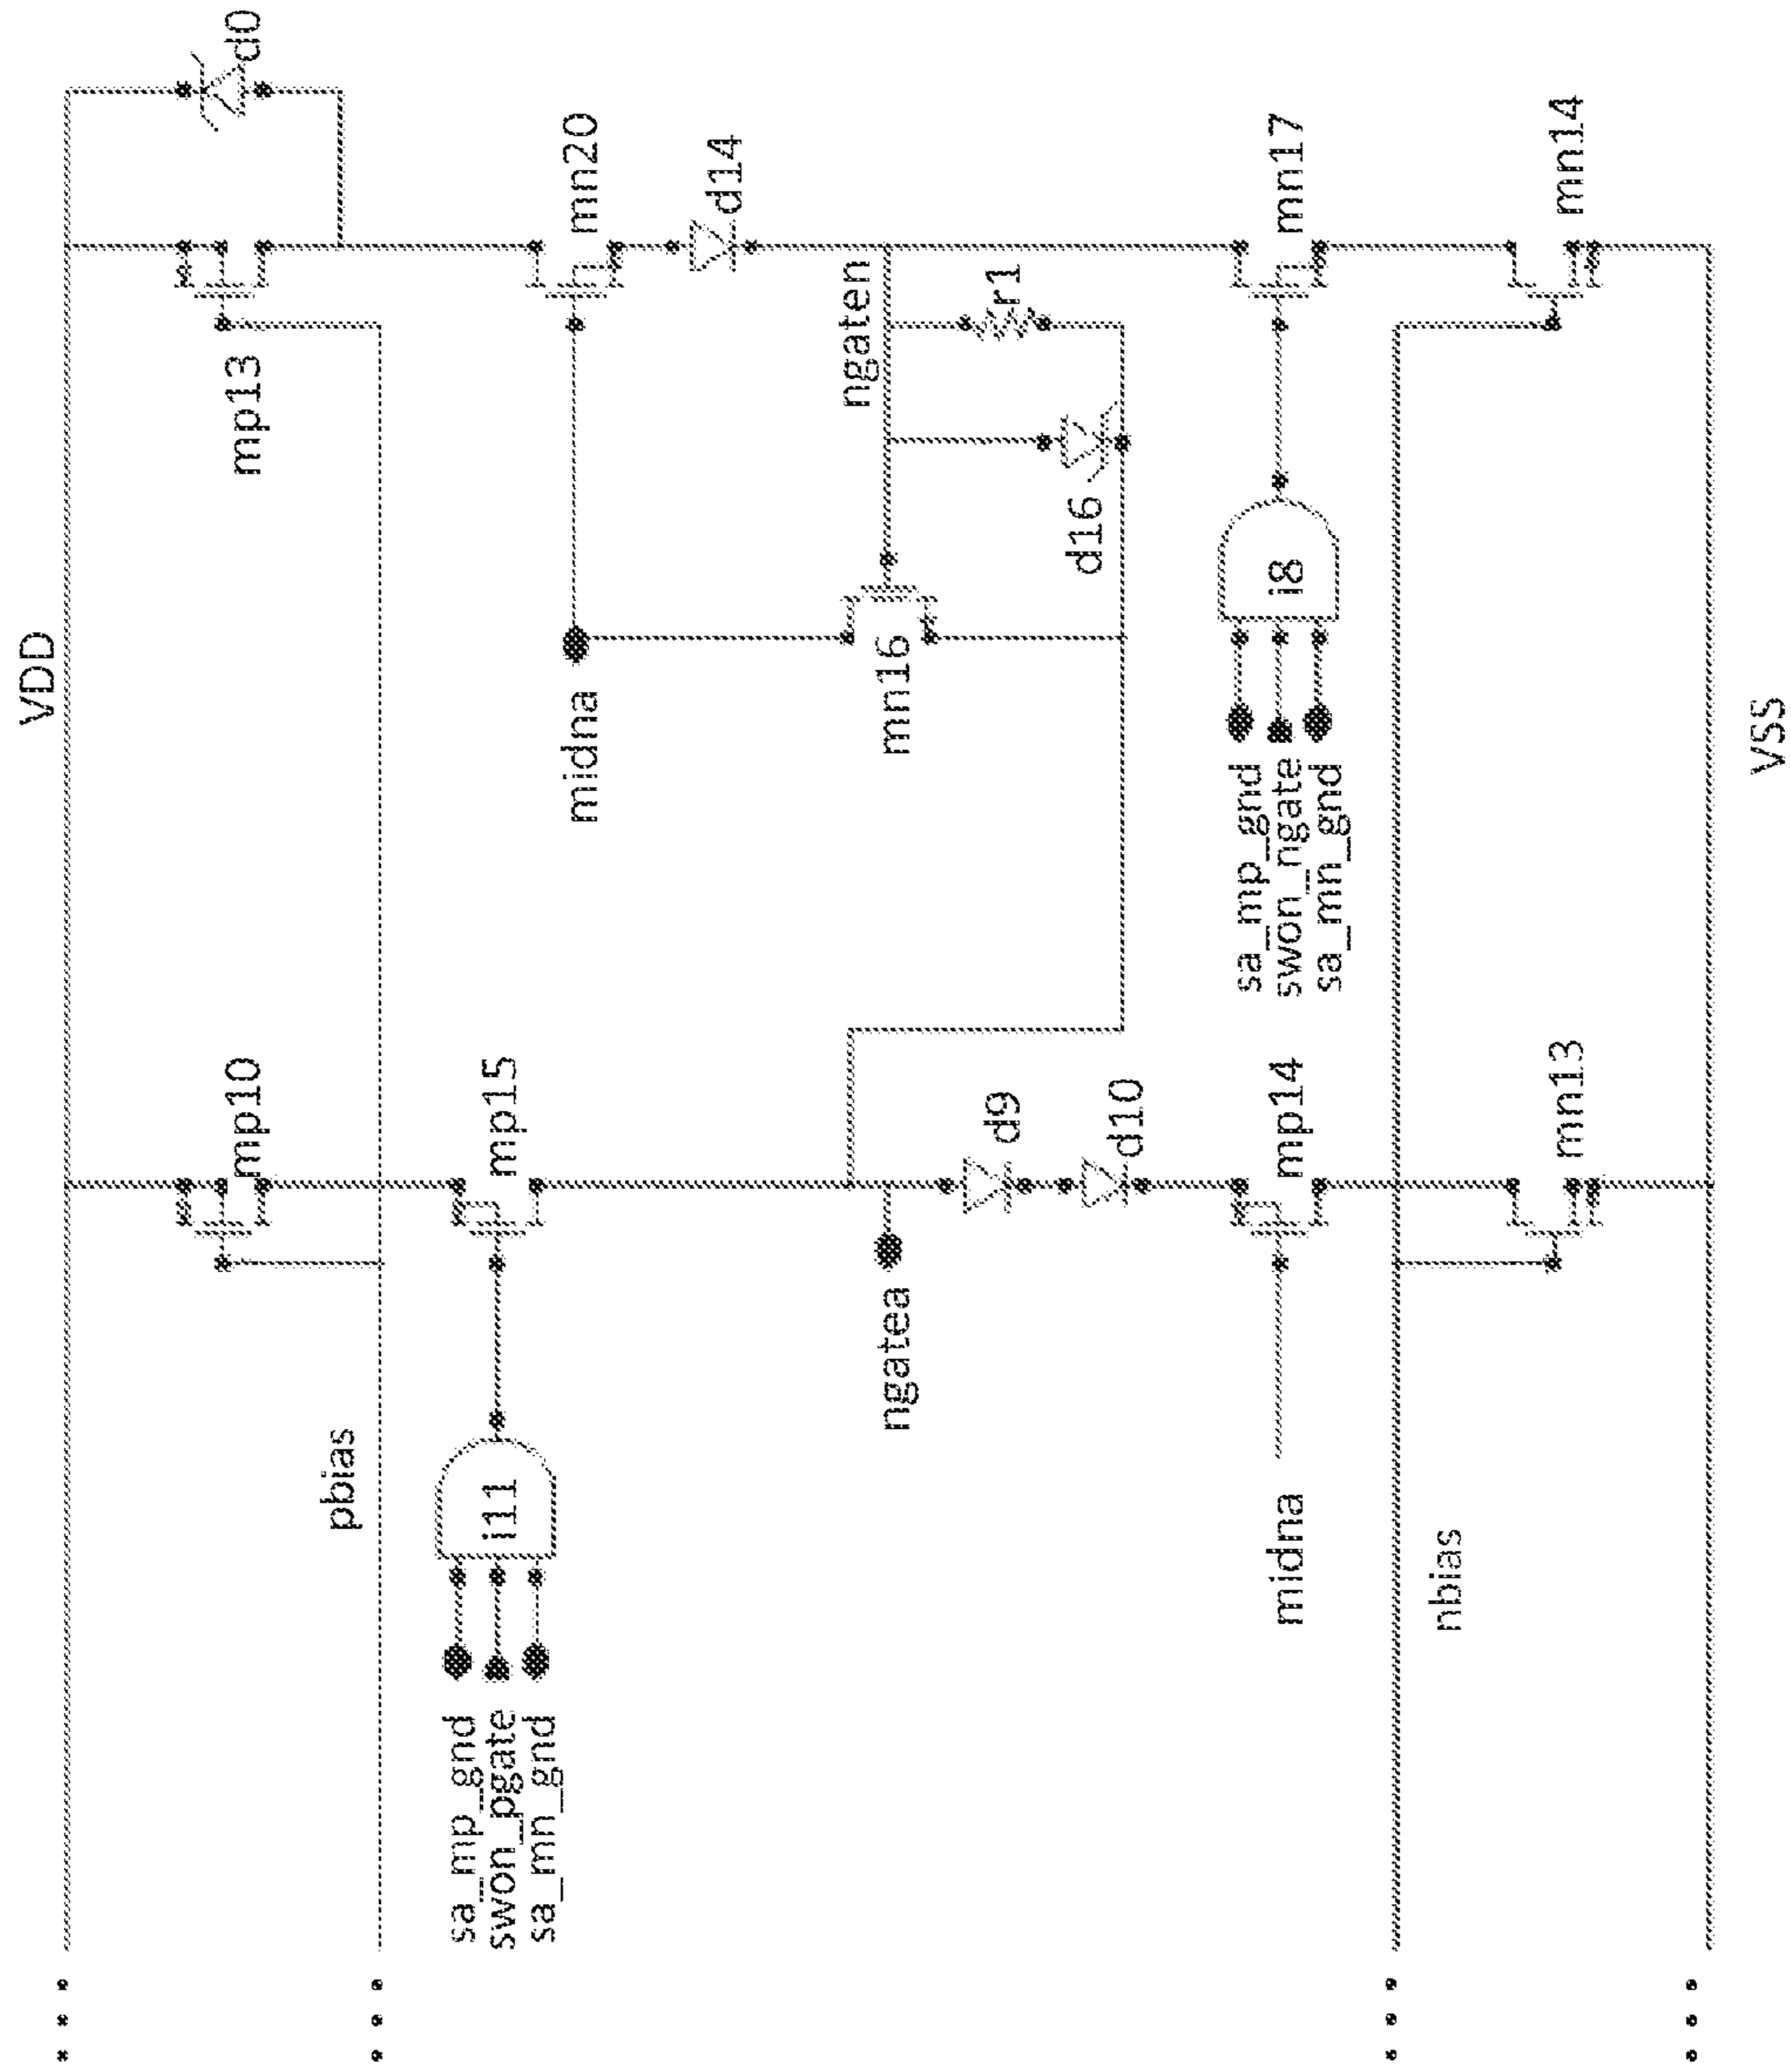 VDD
mp10
mp13
d0
pbias
sa_mp_gnd
swon_pgate
sa_mn_gnd
i11
mp15
midna
mn20
d14
ngatea
ngaten
mn16
r1
d16
d9
d10
midna
mp14
sa_mp_gnd
swon_ngate
sa_mn_gnd
i8
mn17
nbias
mn13
mn14
VSS